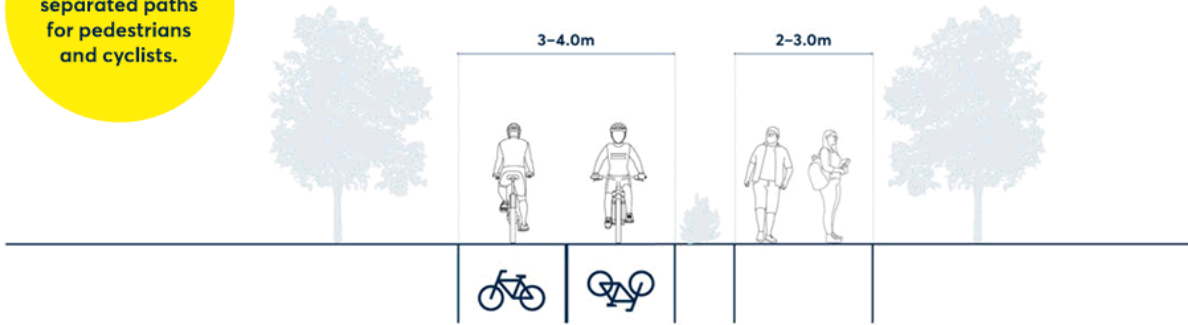 separated paths
for pedestrians
and cyclists.
3–4.0m
2–3.0m